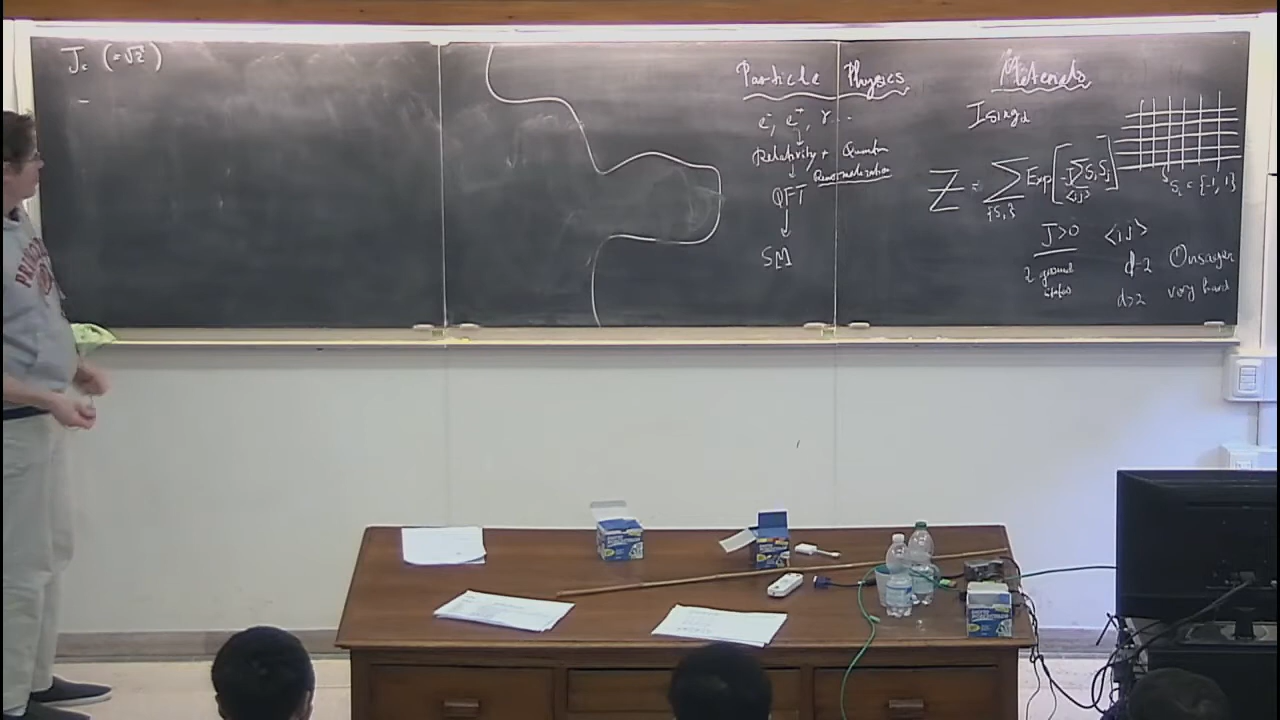 J_c (=√2)
-
Particle Physics
e⁻, e⁺, γ ...
↓
Relativity + Quantum
↓ Renormalization
QFT
↓
SM
Materials
Ising
Z = Σ_{S_i} Exp[-J Σ_{<ij>} S_i S_j]
S_i = {-1, 1}
J>0 <ij>
2 ground states
d=2 Onsager
d>2 very hard